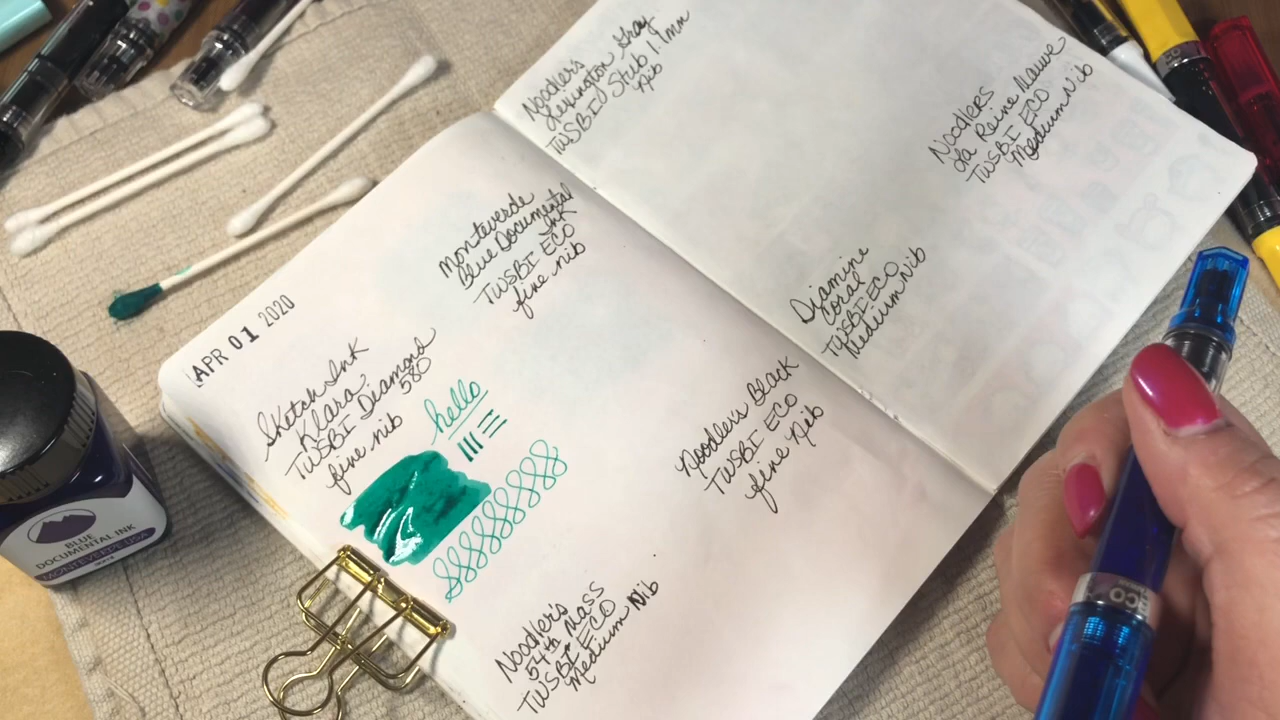 APR 01 2020
Sketch Ink
Klara
TWSBI Diamond
580
fine nib
hello
Monteverde
Blue Documental
Ink
TWSBI ECO
fine nib
Noodler's
54th Mass
TWSBI ECO
Medium Nib
Noodlers Black
TWSBI ECO
fine Nib
Noodler's
Lexington Gray
TWSBI Stub 1.1mm
Nib
Noodlers
La Reine Mauve
TWSBI ECO
Medium Nib
Diamine
Coral
TWSBI ECO
Medium Nib
BLUE
DOCUMENTAL INK
MONTEVERDE USA
ECO